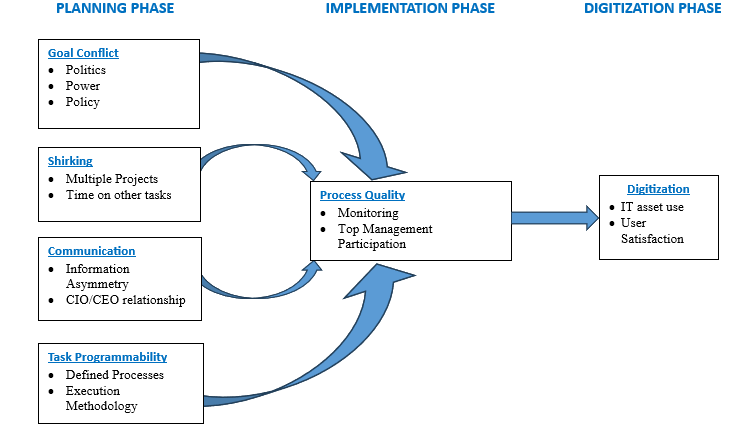 PLANNING PHASE
IMPLEMENTATION PHASE
DIGITIZATION PHASE
Goal Conflict
• Politics
• Power
• Policy
Shirking
• Multiple Projects
• Time on other tasks
Communication
• Information
Asymmetry
• CIO/CEO relationship
Task Programmability
• Defined Processes
• Execution
Methodology
Process Quality
• Monitoring
• Top Management
Participation
Digitization
• IT asset use
• User
Satisfaction